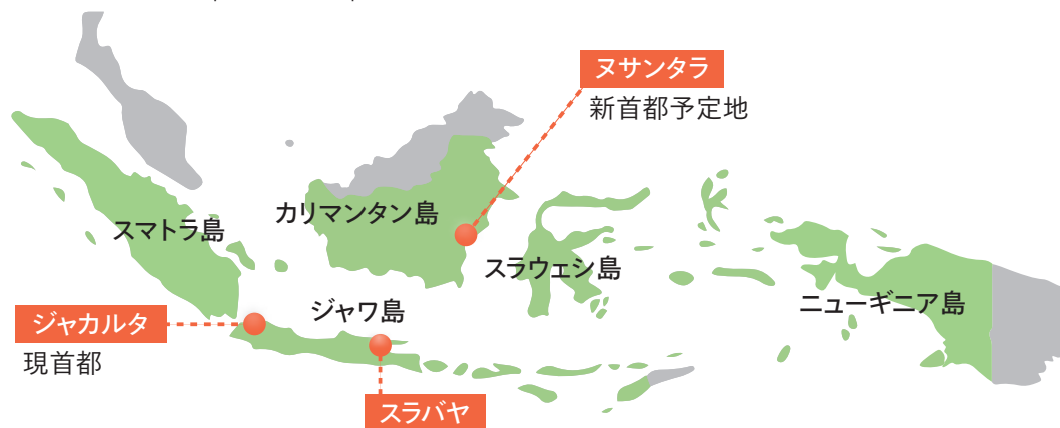 ヌサンタラ
新首都予定地
カリマンタン島
スマトラ島
スラウェシ島
ニューギニア島
ジャワ島
ジャカルタ
現首都
スラバヤ